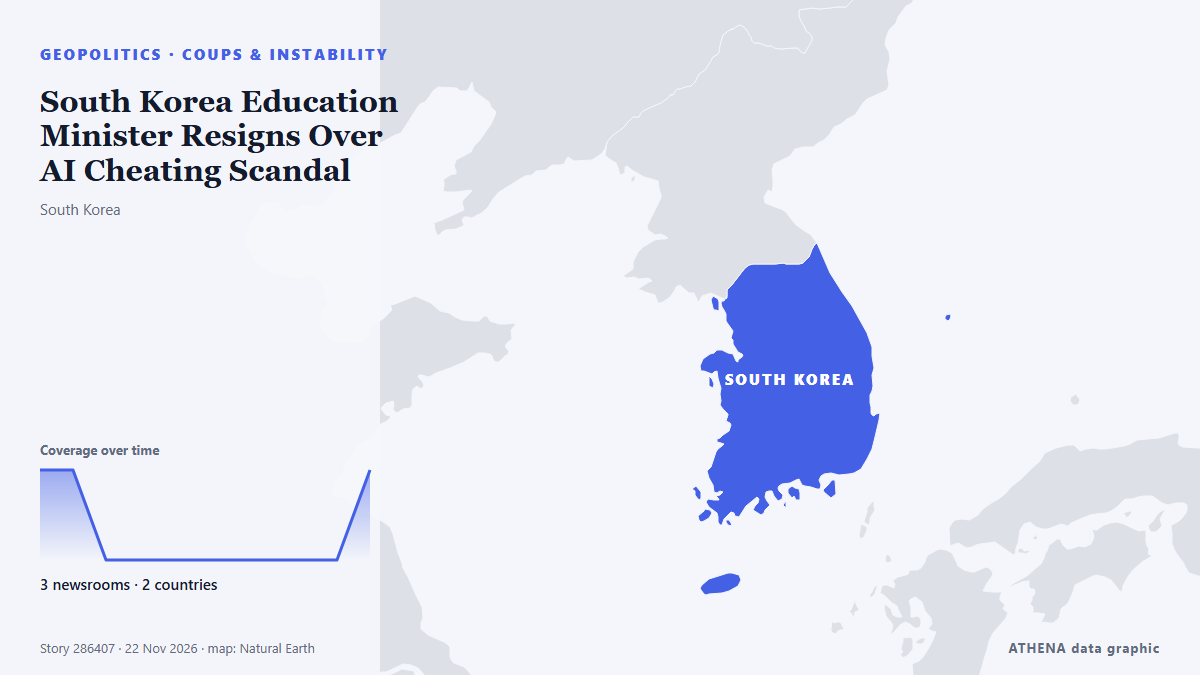 GEOPOLITICS · COUPS & INSTABILITY
South Korea Education
Minister Resigns Over
AI Cheating Scandal
South Korea
SOUTH KOREA
Coverage over time
3 newsrooms · 2 countries
Story 286407 · 22 Nov 2026 · map: Natural Earth
ATHENA data graphic